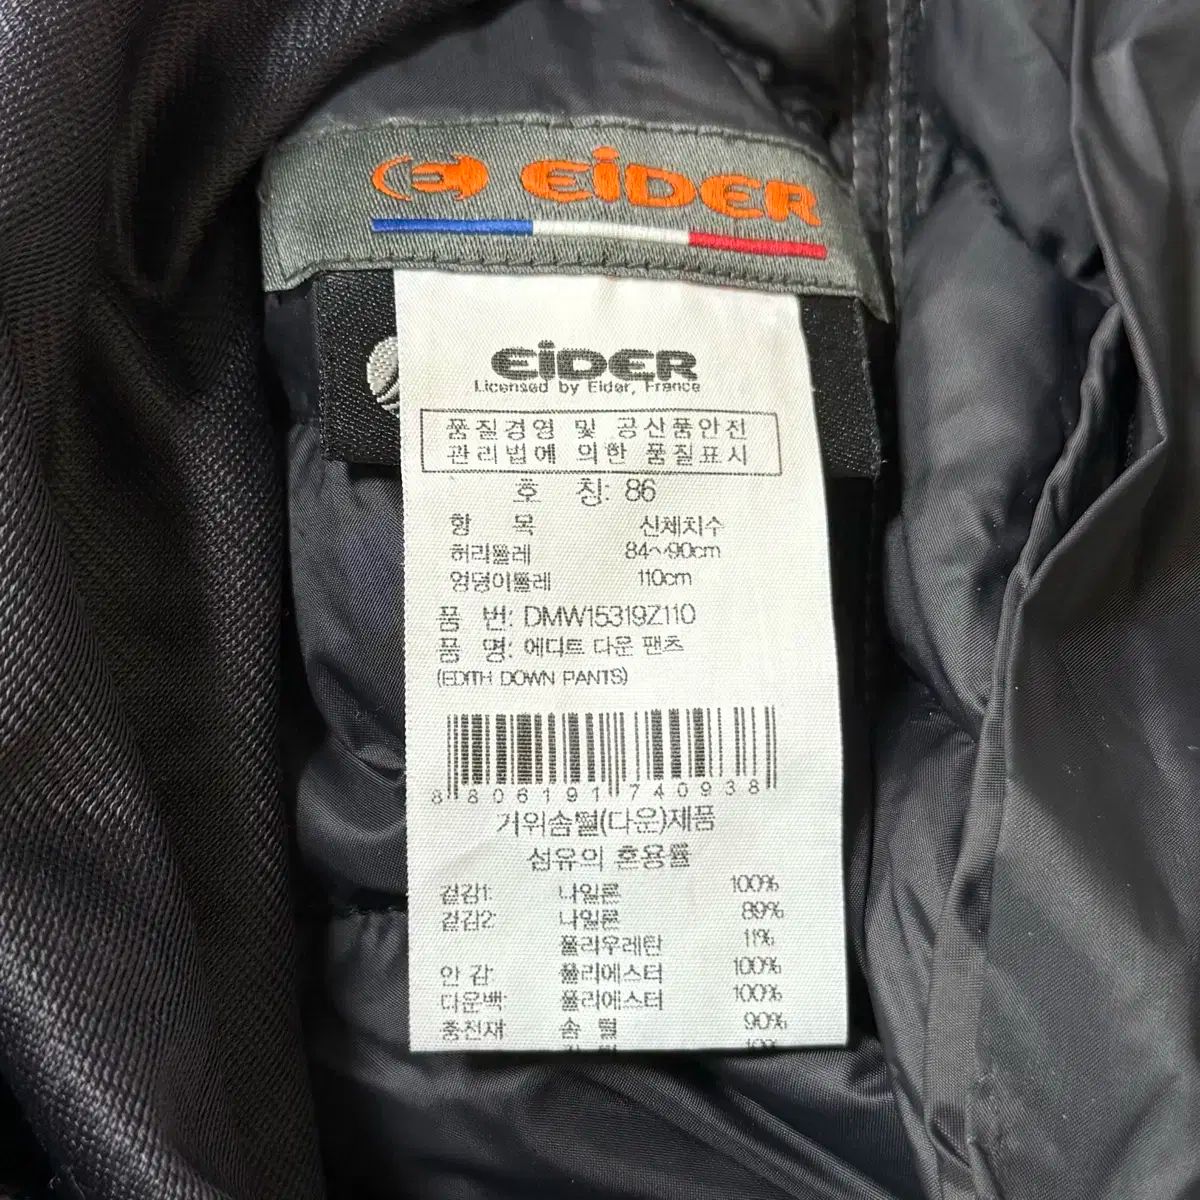 EiDER
EiDER
Licensed by Eider, France
품질경영 및 공산품안전
관리법에 의한 품질표시
호 칭: 86
항 목 신체치수
허리둘레 84~90cm
엉덩이둘레 110cm
품 번: DMW15319Z110
품 명: 에디트 다운 팬츠
(EDITH DOWN PANTS)
8 806191 740938
거위솜털(다운)제품
섬유의 혼용률
겉감1: 나일론 100%
겉감2: 나일론 89%
폴리우레탄 11%
안 감: 폴리에스터 100%
다운백: 폴리에스터 100%
충전재: 솜 털 90%